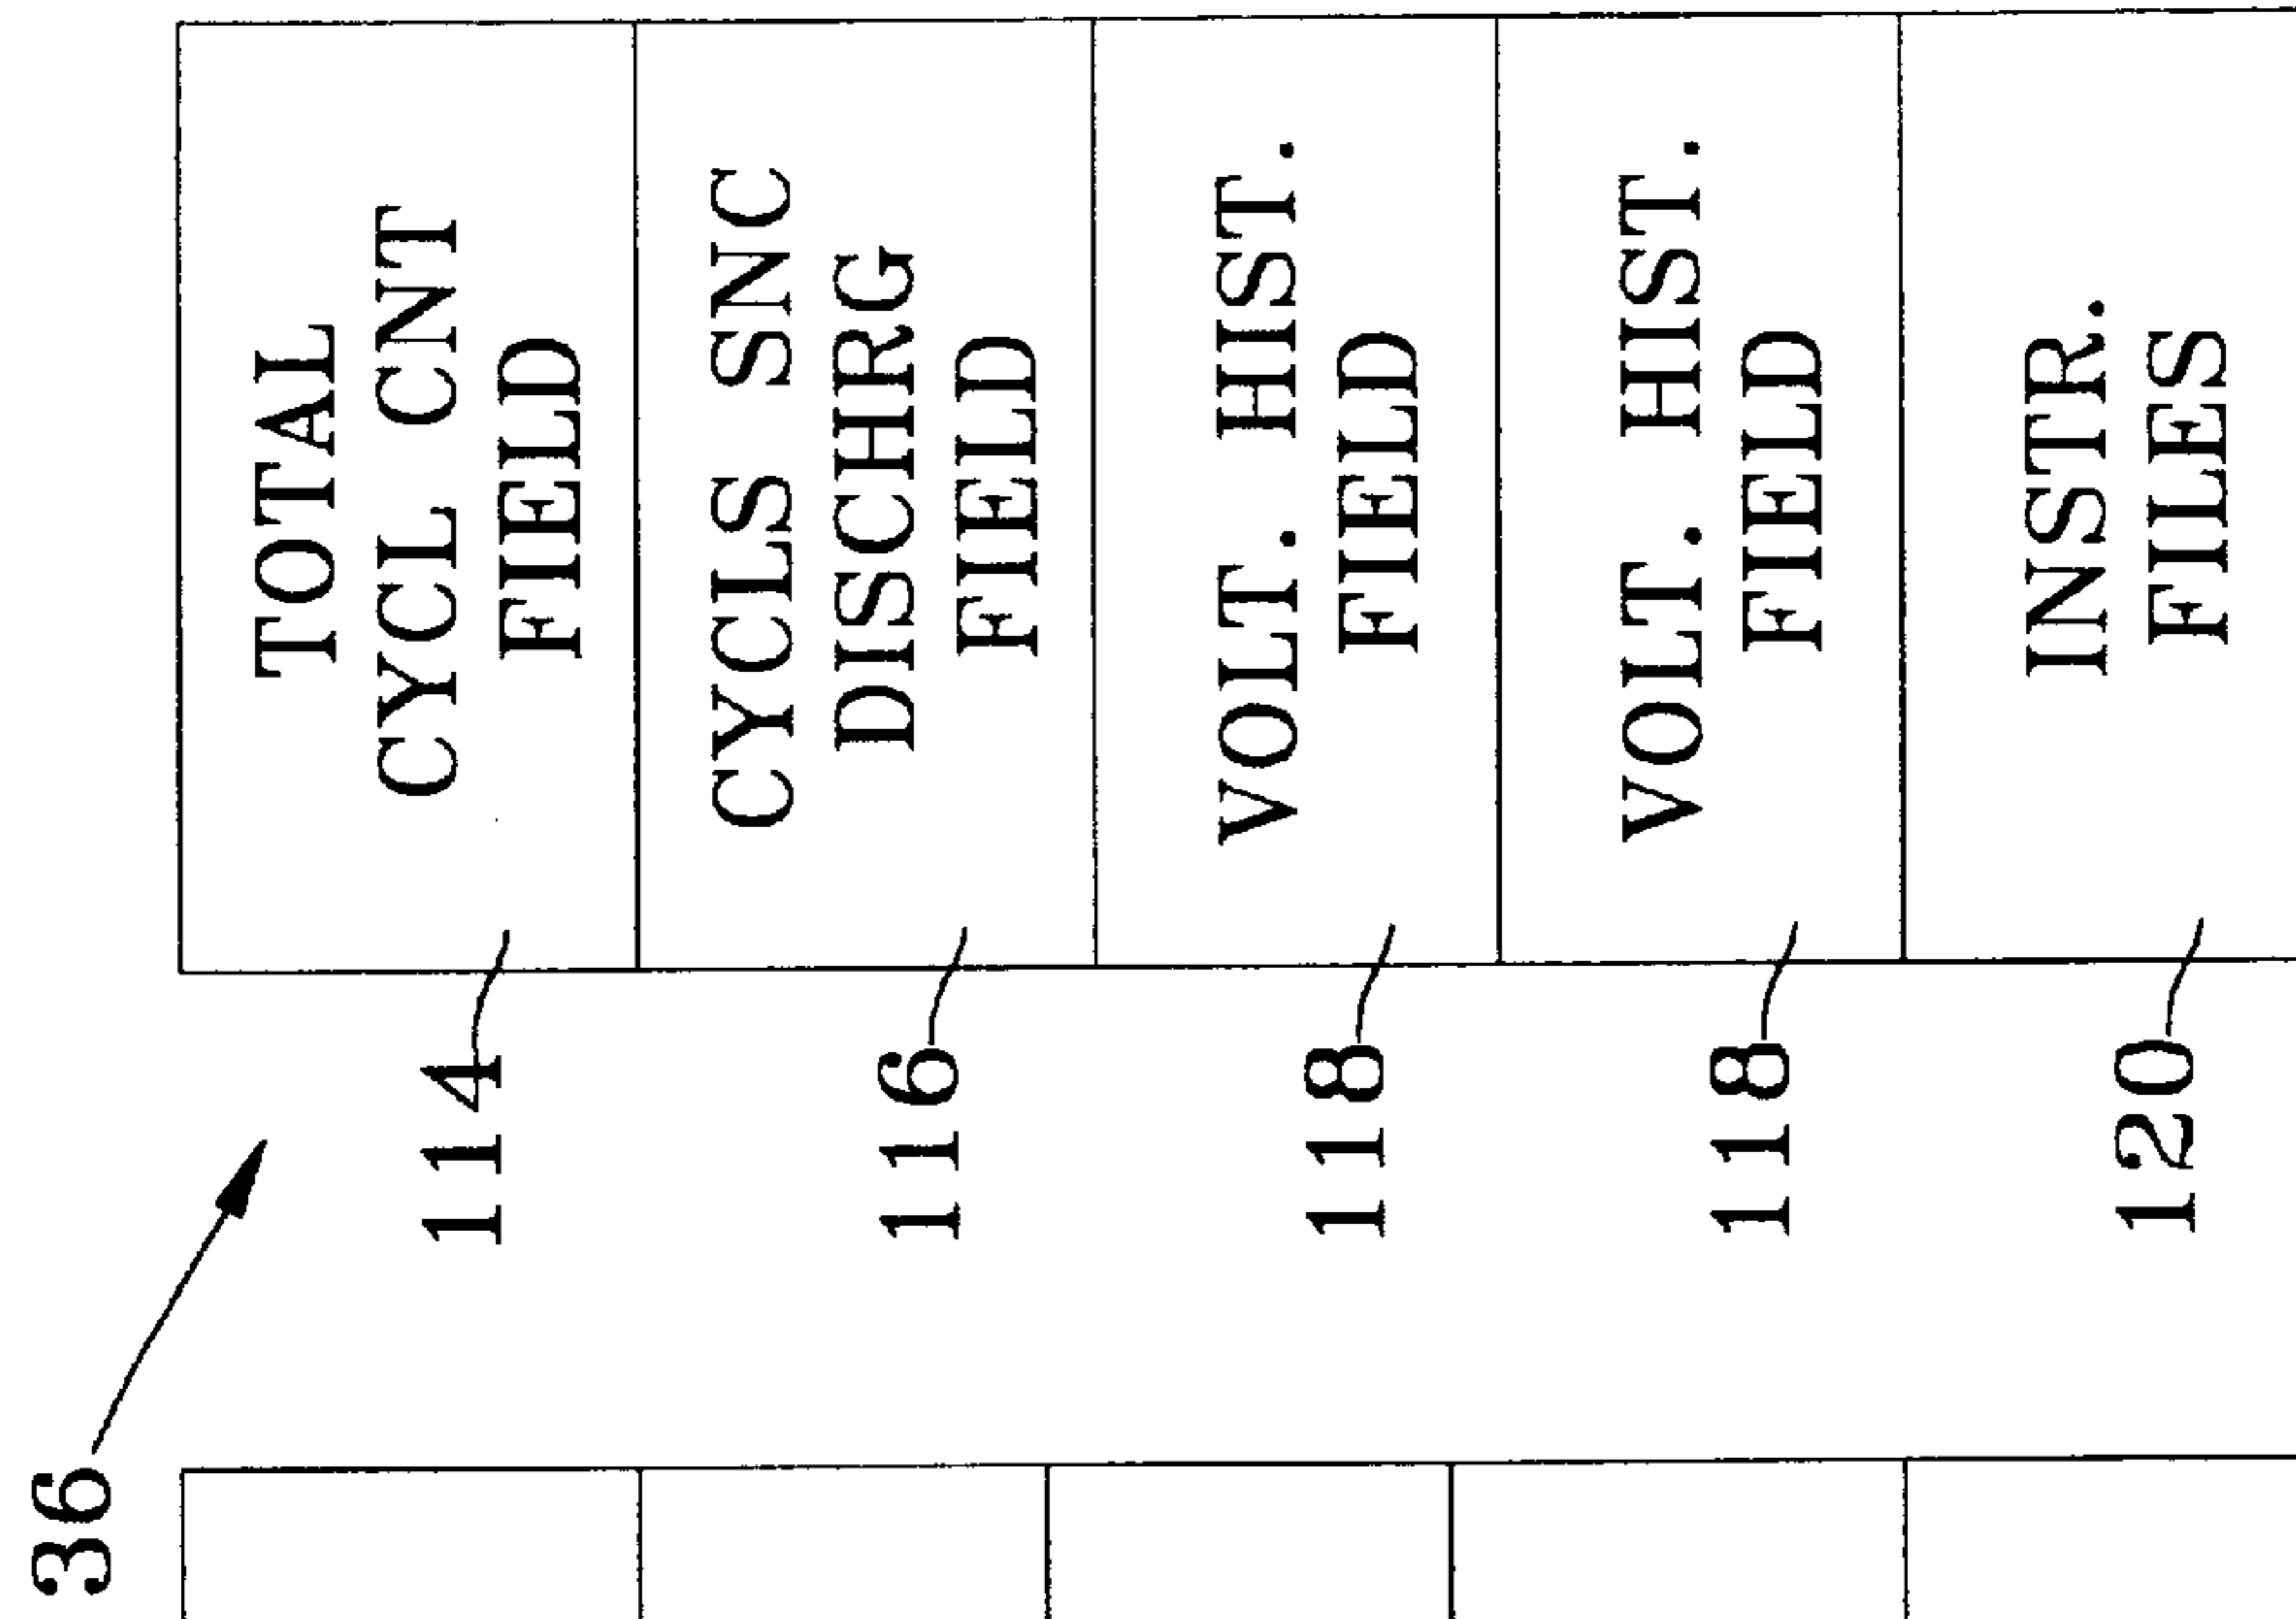 36
114
TOTAL
CYCL CNT
FIELD
116
CYCLS SNC
DISCHRG
FIELD
118
VOLT. HIST.
FIELD
118
VOLT. HIST.
FIELD
120
INSTR.
FILES